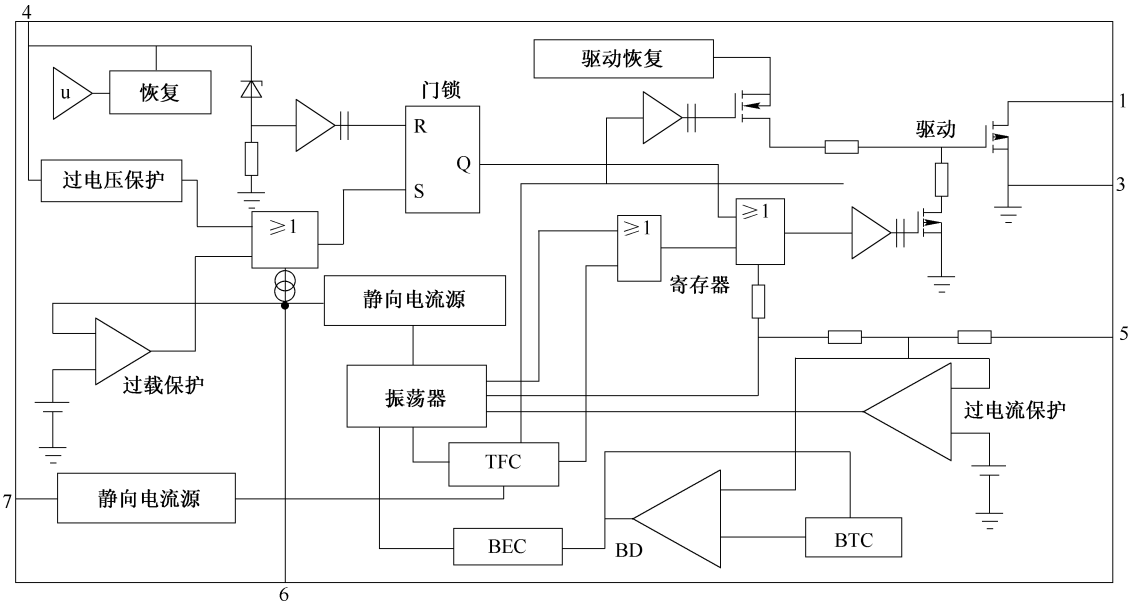 4
驱动恢复
u
恢复
门锁
1
R
驱动
Q
过电压保护
3
S
≥1
≥1
≥1
寄存器
静向电流源
5
过载保护
振荡器
过电流保护
TFC
7
静向电流源
BEC
BD
BTC
6